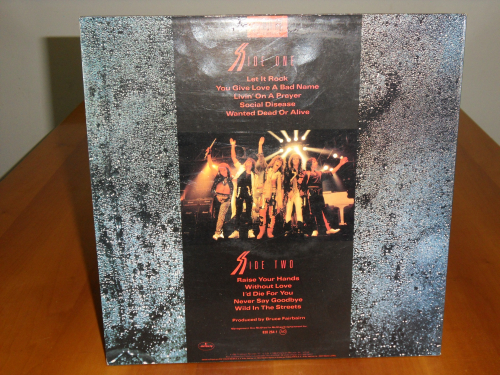 SIDE ONE
Let It Rock
You Give Love A Bad Name
Livin' On A Prayer
Social Disease
Wanted Dead Or Alive
SIDE TWO
Raise Your Hands
Without Love
I'd Die For You
Never Say Goodbye
Wild In The Streets
Produced by Bruce Fairbairn